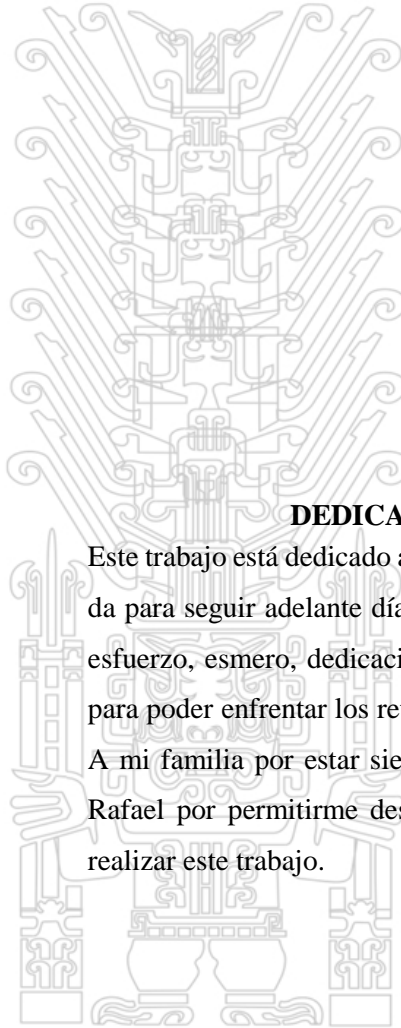 DEDICA
Este trabajo está dedicado a
da para seguir adelante día
esfuerzo, esmero, dedicaci
para poder enfrentar los re
A mi familia por estar sie
Rafael por permitirme des
realizar este trabajo.